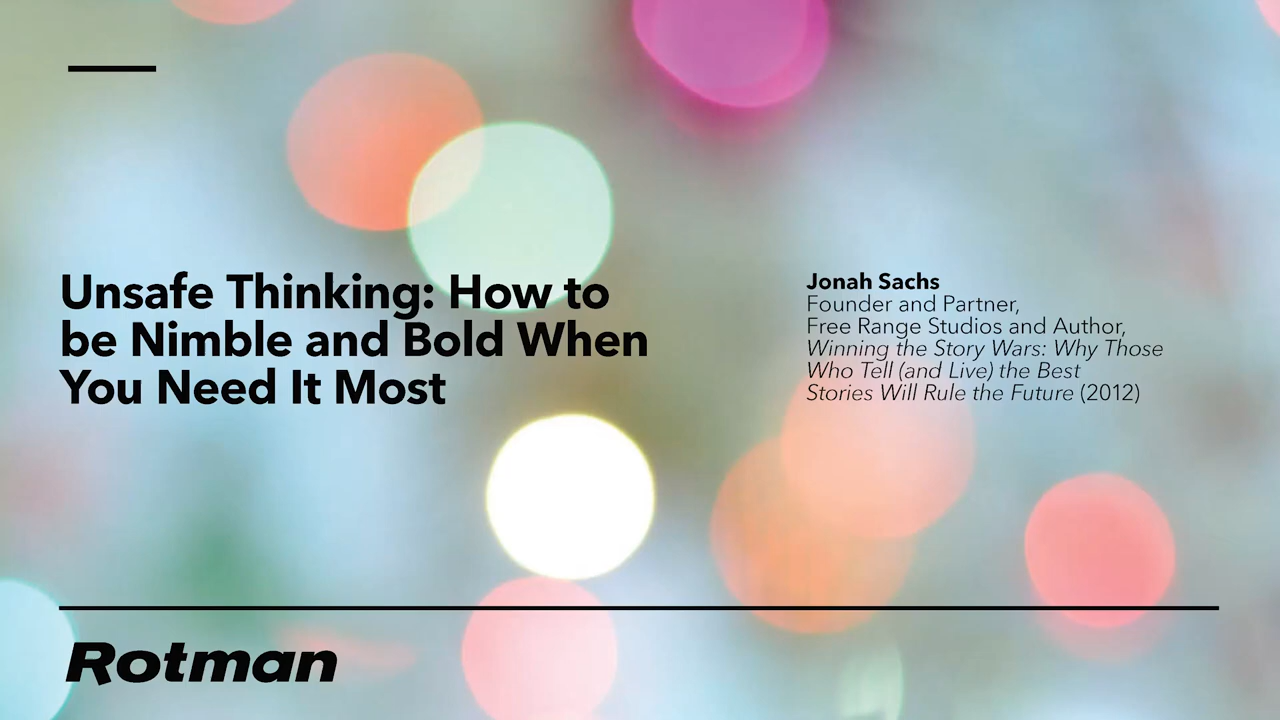 Unsafe Thinking: How to
be Nimble and Bold When
You Need It Most
Jonah Sachs
Founder and Partner,
Free Range Studios and Author,
Winning the Story Wars: Why Those
Who Tell (and Live) the Best
Stories Will Rule the Future (2012)
Rotman